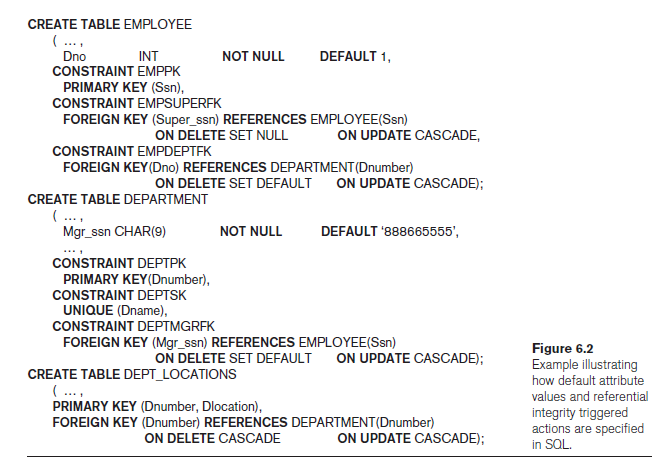 CREATE TABLE EMPLOYEE
( … ,
Dno INT NOT NULL DEFAULT 1,
CONSTRAINT EMPPK
PRIMARY KEY (Ssn),
CONSTRAINT EMPSUPERFK
FOREIGN KEY (Super_ssn) REFERENCES EMPLOYEE(Ssn)
ON DELETE SET NULL ON UPDATE CASCADE,
CONSTRAINT EMPDEPTFK
FOREIGN KEY(Dno) REFERENCES DEPARTMENT(Dnumber)
ON DELETE SET DEFAULT ON UPDATE CASCADE);
CREATE TABLE DEPARTMENT
( … ,
Mgr_ssn CHAR(9) NOT NULL DEFAULT ‘888665555’,
… ,
CONSTRAINT DEPTPK
PRIMARY KEY(Dnumber),
CONSTRAINT DEPTSK
UNIQUE (Dname),
CONSTRAINT DEPTMGRFK
FOREIGN KEY (Mgr_ssn) REFERENCES EMPLOYEE(Ssn)
ON DELETE SET DEFAULT ON UPDATE CASCADE);
CREATE TABLE DEPT_LOCATIONS
( … ,
PRIMARY KEY (Dnumber, Dlocation),
FOREIGN KEY (Dnumber) REFERENCES DEPARTMENT(Dnumber)
ON DELETE CASCADE ON UPDATE CASCADE);
Figure 6.2
Example illustrating
how default attribute
values and referential
integrity triggered
actions are specified
in SQL.